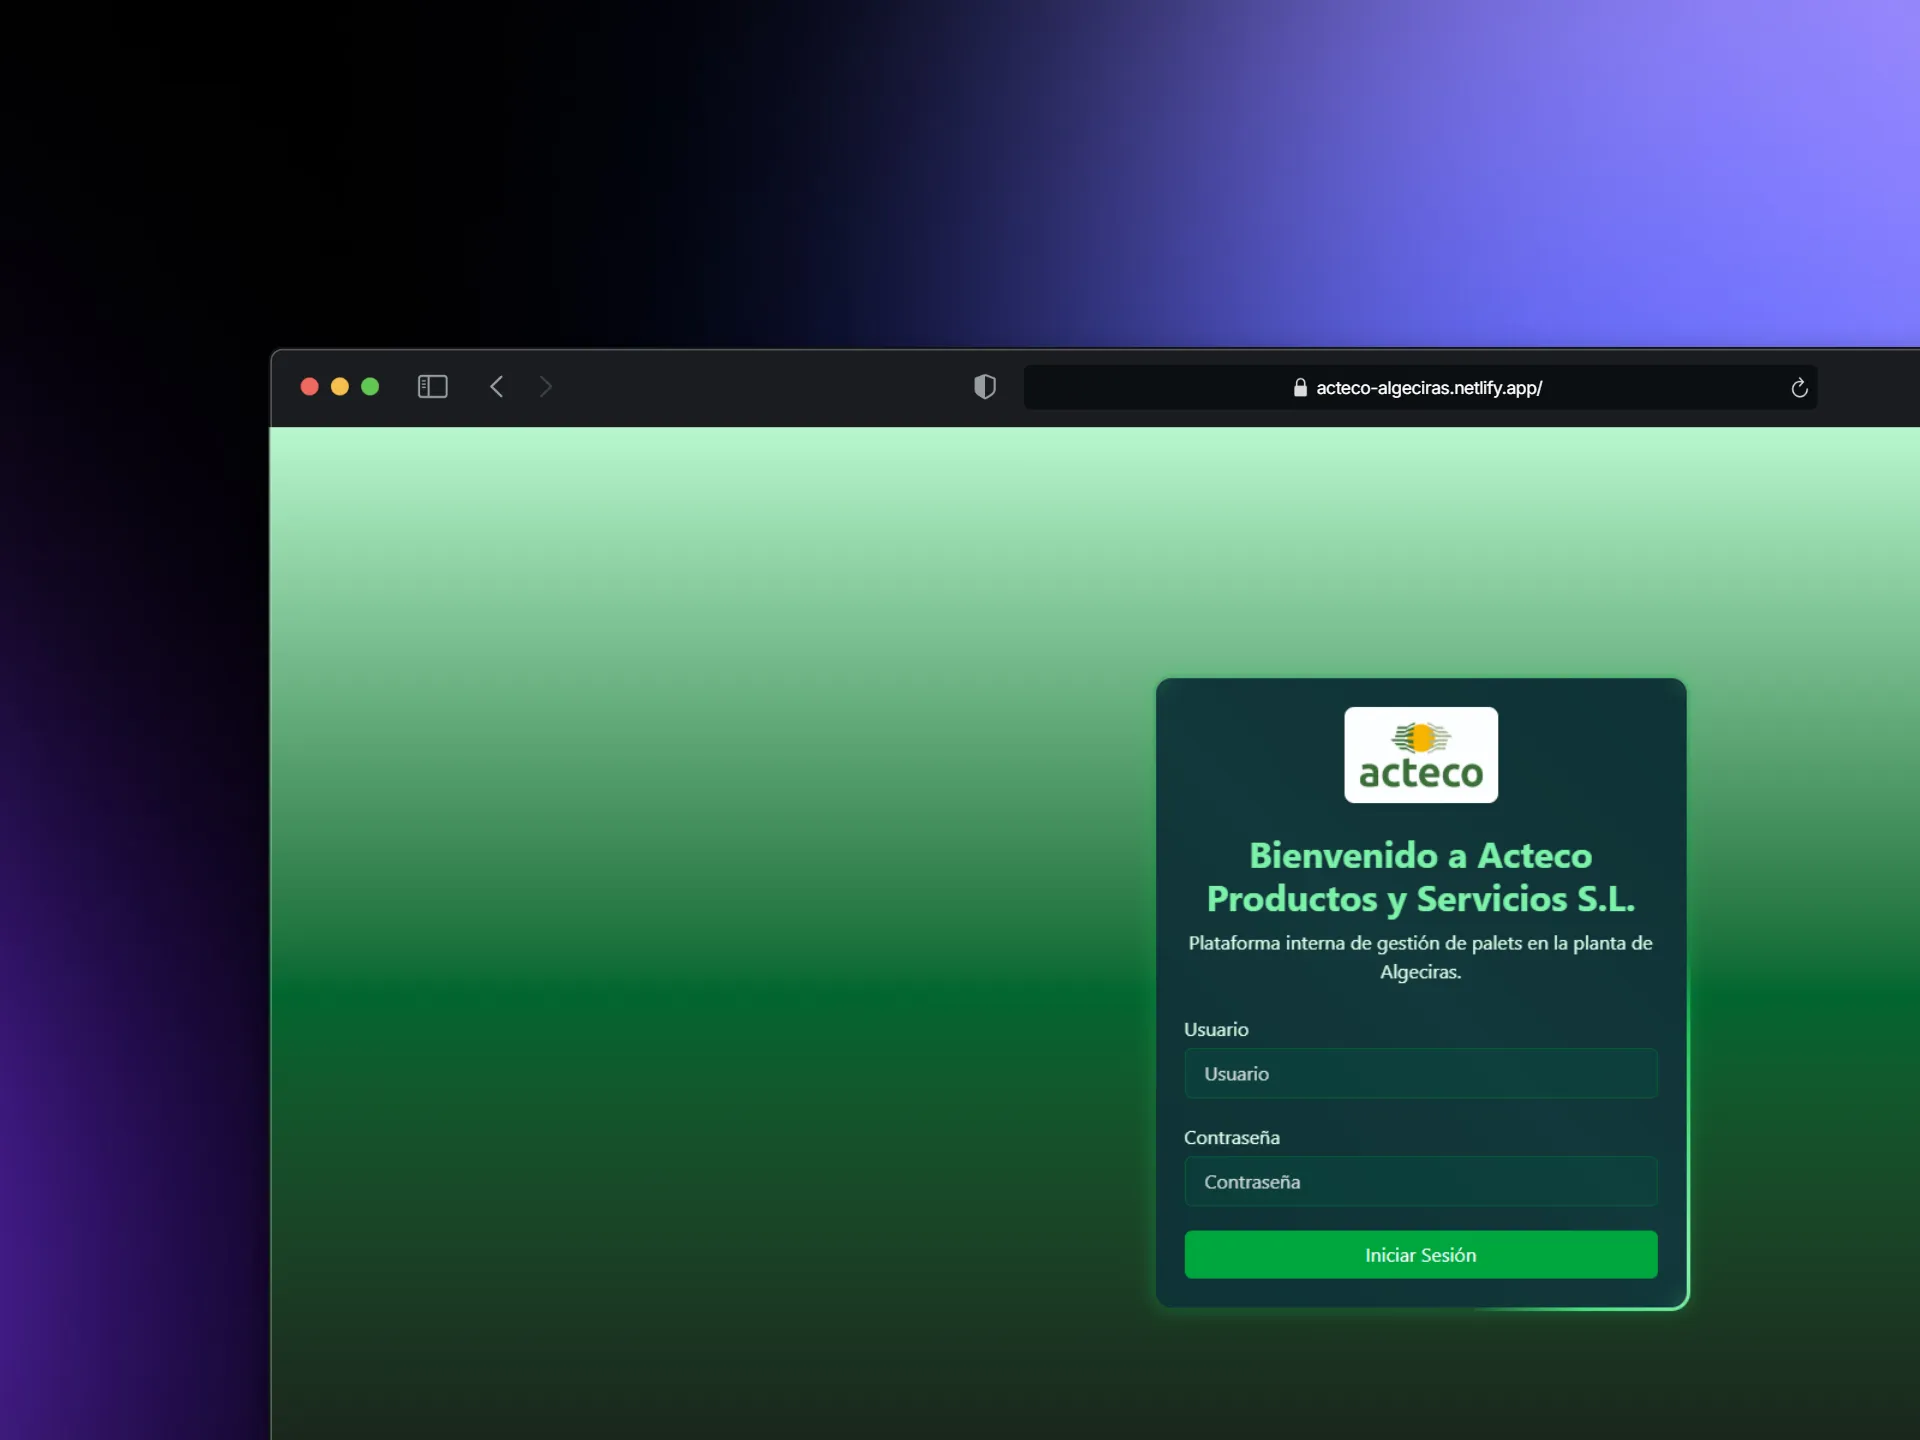 acteco-algeciras.netlify.app/
acteco
Bienvenido a Acteco
Productos y Servicios S.L.
Plataforma interna de gestión de palets en la planta de
Algeciras.
Usuario
Usuario
Contraseña
Contraseña
Iniciar Sesión